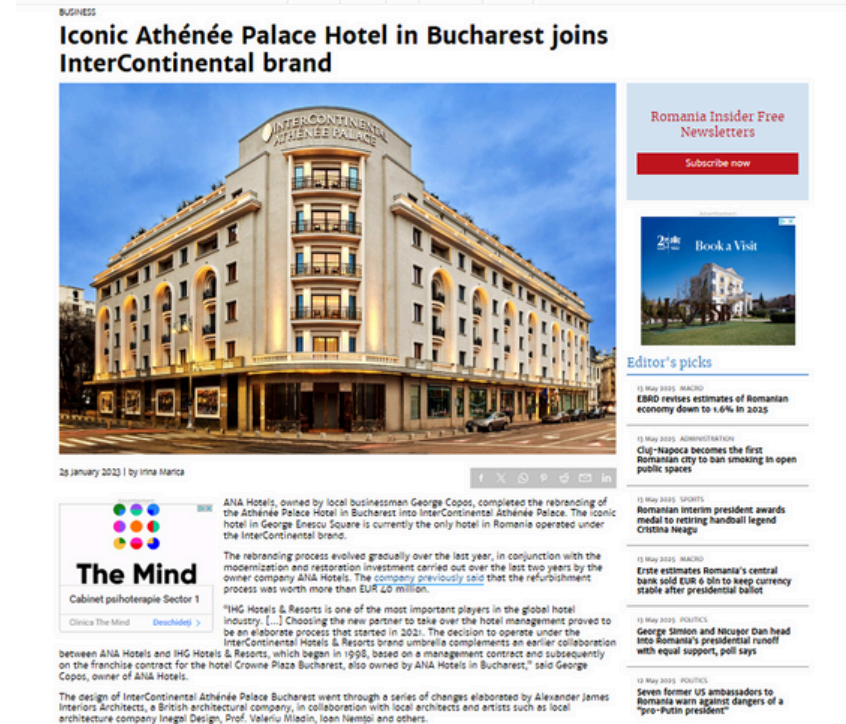 BUSINESS
Iconic Athénée Palace Hotel in Bucharest joins
InterContinental brand
INTERCONTINENTAL
ATHÉNÉE PALACE
25 January 2023 | by Irina Marica
Advertisement
The Mind
Cabinet psihoterapie Sector 1
Clinica The Mind
Deschideți >
ANA Hotels, owned by local businessman George Copos, completed the rebranding of
the Athénée Palace Hotel in Bucharest into InterContinental Athénée Palace. The iconic
hotel in George Enescu Square is currently the only hotel in Romania operated under
the InterContinental brand.
The rebranding process evolved gradually over the last year, in conjunction with the
modernization and restoration investment carried out over the last two years by the
owner company ANA Hotels. The company previously said that the refurbishment
process was worth more than EUR 40 million.
"IHG Hotels & Resorts is one of the most important players in the global hotel
industry. [...] Choosing the new partner to take over the hotel management proved to
be an elaborate process that started in 2021. The decision to operate under the
InterContinental Hotels & Resorts brand umbrella complements an earlier collaboration
between ANA Hotels and IHG Hotels & Resorts, which began in 1998, based on a management contract and subsequently
on the franchise contract for the hotel Crowne Plaza Bucharest, also owned by ANA Hotels in Bucharest," said George
Copos, owner of ANA Hotels.
The design of InterContinental Athénée Palace Bucharest went through a series of changes elaborated by Alexander James
Interiors Architects, a British architectural company, in collaboration with local architects and artists such as local
architecture company Inegal Design, Prof. Valeriu Mladin, Ioan Nemțoi and others.
Romania Insider Free
Newsletters
Subscribe now
Advertisement
Book a Visit
Editor's picks
13 May 2025 MACRO
EBRD revises estimates of Romanian
economy down to 1.6% in 2025
13 May 2025 ADMINISTRATION
Cluj-Napoca becomes the first
Romanian city to ban smoking in open
public spaces
13 May 2025 SPORTS
Romanian interim president awards
medal to retiring handball legend
Cristina Neagu
13 May 2025 MACRO
Erste estimates Romania's central
bank sold EUR 6 bln to keep currency
stable after presidential ballot
13 May 2025 POLITICS
George Simion and Nicușor Dan head
into Romania's presidential runoff
with equal support, poll says
12 May 2025 POLITICS
Seven former US ambassadors to
Romania warn against dangers of a
"pro-Putin president"